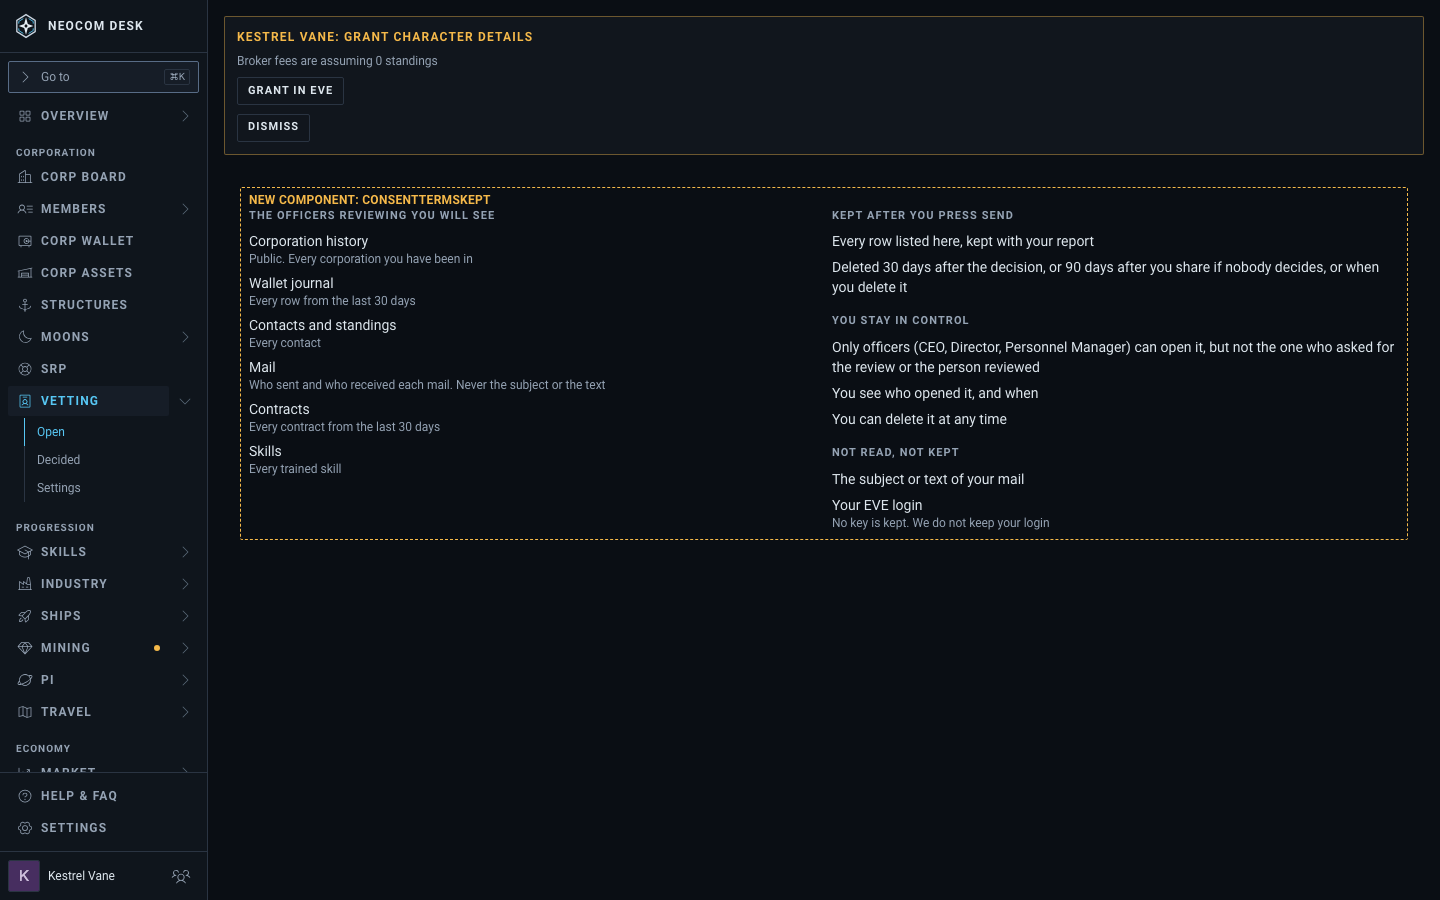 NEOCOM DESK
Go to
⌘K
OVERVIEW
CORPORATION
CORP BOARD
MEMBERS
CORP WALLET
CORP ASSETS
STRUCTURES
MOONS
SRP
VETTING
Open
Decided
Settings
PROGRESSION
SKILLS
INDUSTRY
SHIPS
MINING
PI
TRAVEL
ECONOMY
MARKET
HELP & FAQ
SETTINGS
K
Kestrel Vane
KESTREL VANE: GRANT CHARACTER DETAILS
Broker fees are assuming 0 standings
GRANT IN EVE
DISMISS
NEW COMPONENT: CONSENTTERMSKEPT
THE OFFICERS REVIEWING YOU WILL SEE
Corporation history
Public. Every corporation you have been in
Wallet journal
Every row from the last 30 days
Contacts and standings
Every contact
Mail
Who sent and who received each mail. Never the subject or the text
Contracts
Every contract from the last 30 days
Skills
Every trained skill
KEPT AFTER YOU PRESS SEND
Every row listed here, kept with your report
Deleted 30 days after the decision, or 90 days after you share if nobody decides, or when
you delete it
YOU STAY IN CONTROL
Only officers (CEO, Director, Personnel Manager) can open it, but not the one who asked for
the review or the person reviewed
You see who opened it, and when
You can delete it at any time
NOT READ, NOT KEPT
The subject or text of your mail
Your EVE login
No key is kept. We do not keep your login